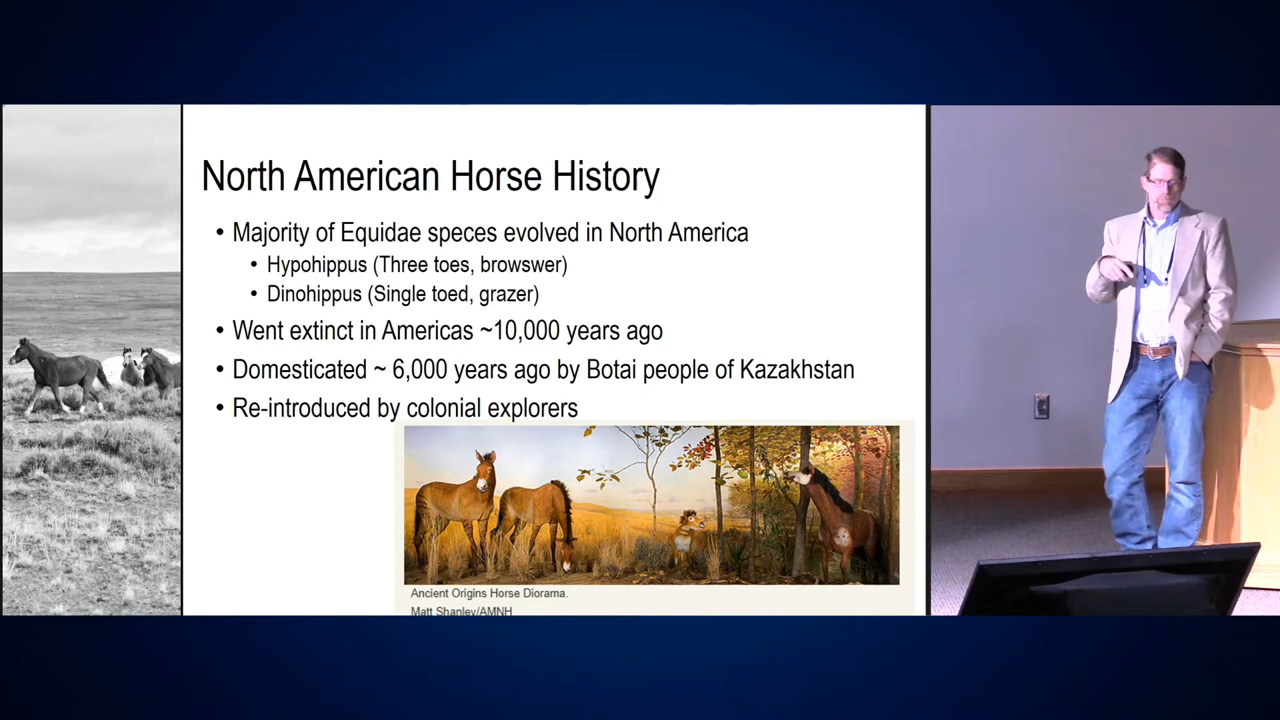 North American Horse History
• Majority of Equidae speces evolved in North America
• Hypohippus (Three toes, browswer)
• Dinohippus (Single toed, grazer)
• Went extinct in Americas ~10,000 years ago
• Domesticated ~ 6,000 years ago by Botai people of Kazakhstan
• Re-introduced by colonial explorers
Ancient Origins Horse Diorama.
Matt Shanley/AMNH